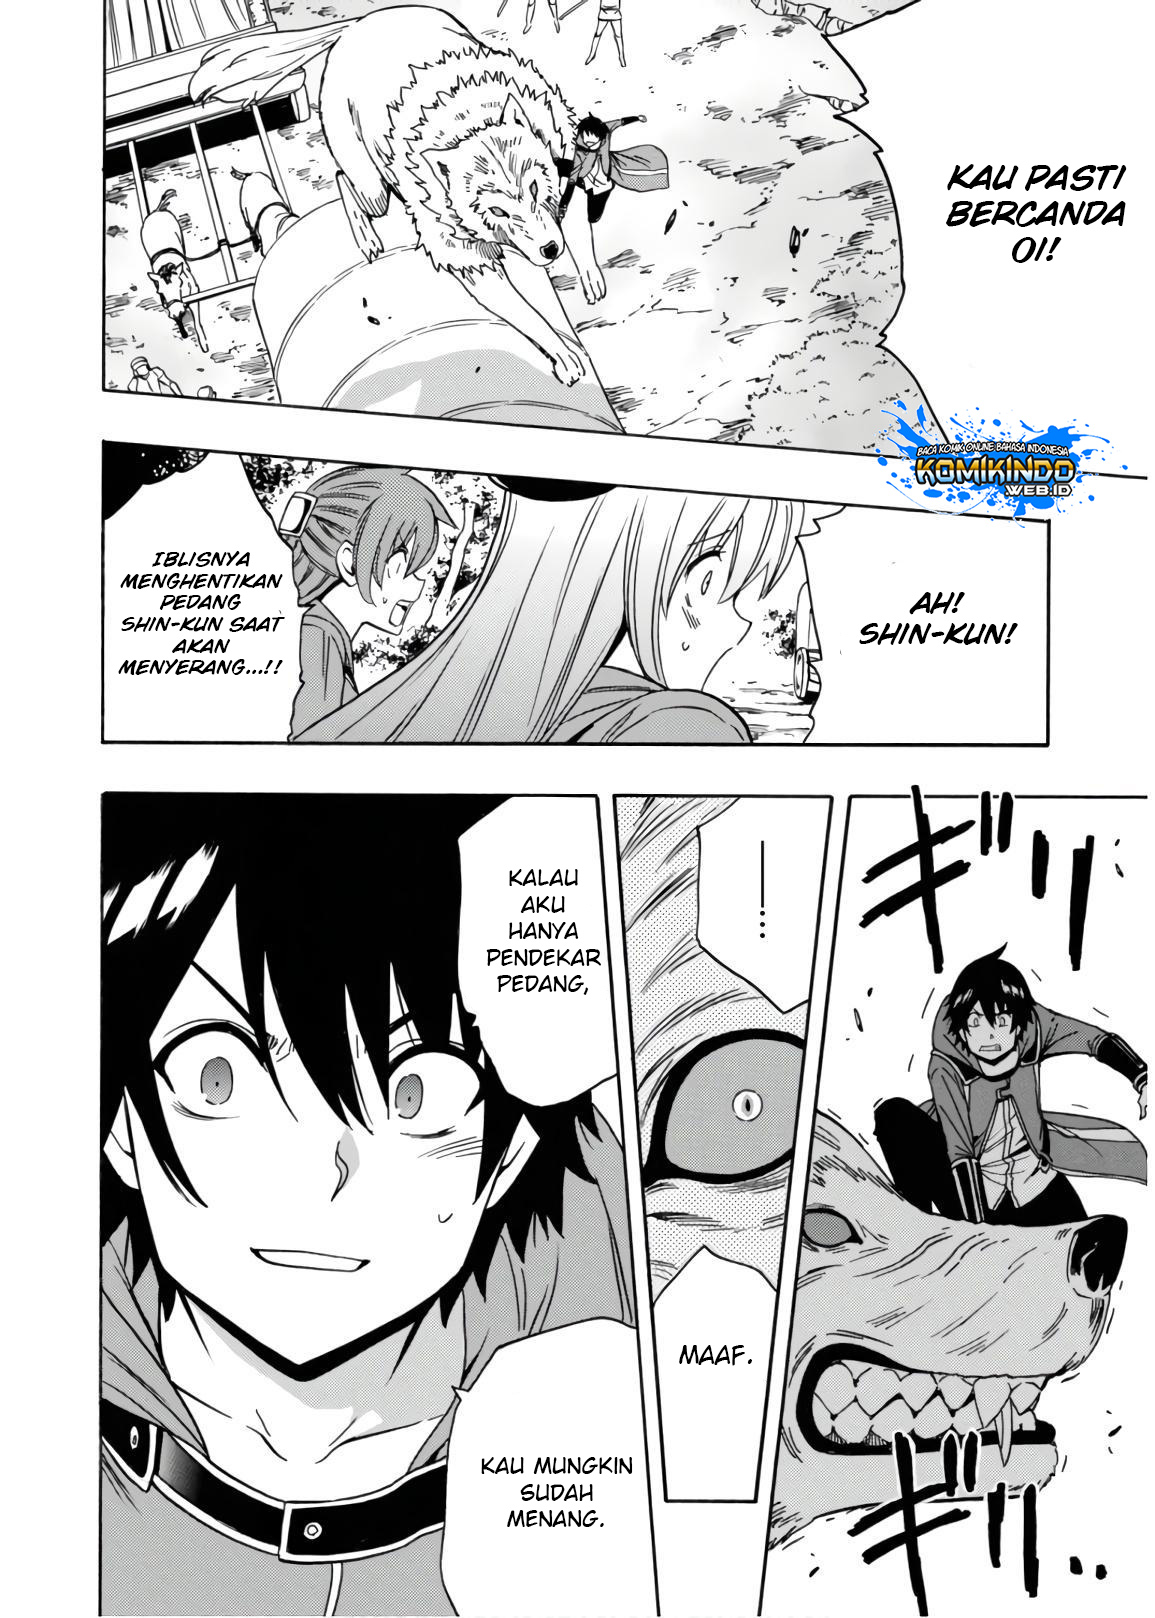 KAU PASTI
BERCANDA
OI!
BACA KOMIK ONLINE BAHASA INDONESIA
KOMIKINDO
.WEB.ID
AH!
SHIN-KUN!
IBLISNYA
MENGHENTIKAN
PEDANG
SHIN-KUN SAAT
AKAN
MENYERANG...!!
ギリ
ギリ..
一...
MAAF.
KALAU
AKU
HANYA
PENDEKAR
PEDANG,
KAU MUNGKIN
SUDAH
MENANG.